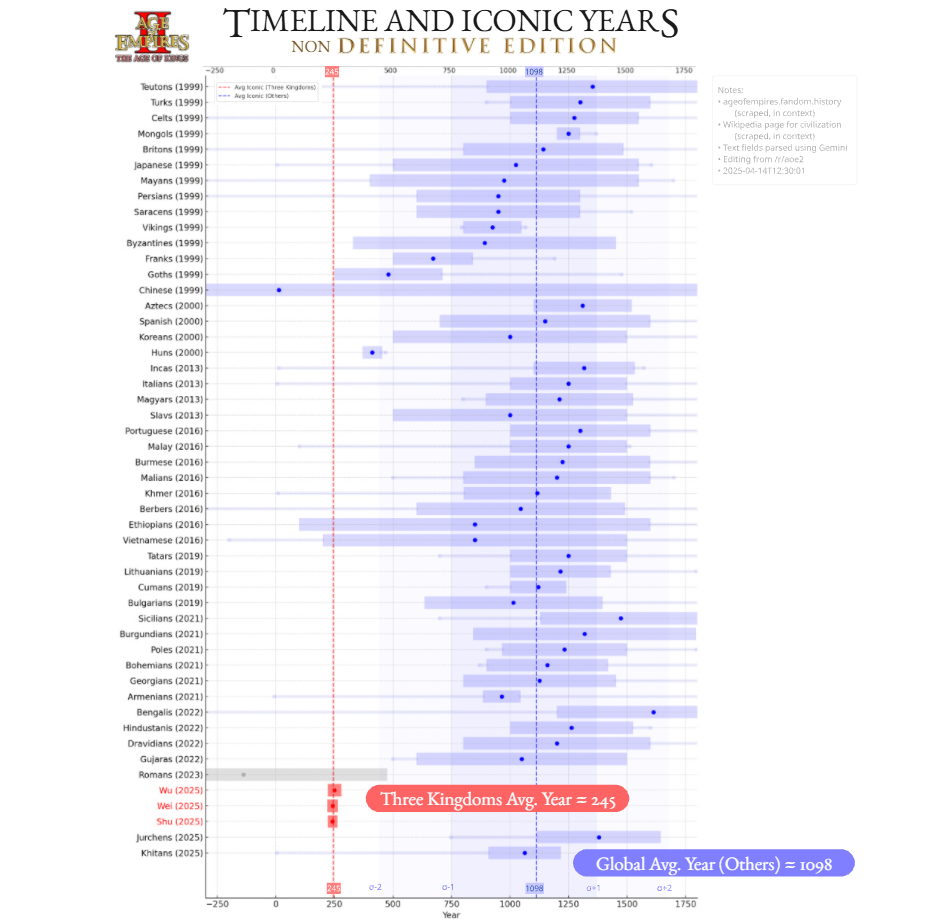 AGE
OF
EMPIRES
II
THE AGE OF KINGS
TIMELINE AND ICONIC YEARS
NON DEFINITIVE EDITION
−250 0 245 500 750 1000 1098 1250 1500 1750
Avg Iconic (Three Kingdoms)
Avg Iconic (Others)
Notes:
• ageofempires.fandom.history
(scraped, in context)
• Wikipedia page for civilization
(scraped, in context)
• Text fields parsed using Gemini
• Editing from /r/aoe2
• 2025-04-14T12:30:01
Teutons (1999)
Turks (1999)
Celts (1999)
Mongols (1999)
Britons (1999)
Japanese (1999)
Mayans (1999)
Persians (1999)
Saracens (1999)
Vikings (1999)
Byzantines (1999)
Franks (1999)
Goths (1999)
Chinese (1999)
Aztecs (2000)
Spanish (2000)
Koreans (2000)
Huns (2000)
Incas (2013)
Italians (2013)
Magyars (2013)
Slavs (2013)
Portuguese (2016)
Malay (2016)
Burmese (2016)
Malians (2016)
Khmer (2016)
Berbers (2016)
Ethiopians (2016)
Vietnamese (2016)
Tatars (2019)
Lithuanians (2019)
Cumans (2019)
Bulgarians (2019)
Sicilians (2021)
Burgundians (2021)
Poles (2021)
Bohemians (2021)
Georgians (2021)
Armenians (2021)
Bengalis (2022)
Hindustanis (2022)
Dravidians (2022)
Gujaras (2022)
Romans (2023)
Wu (2025)
Wei (2025)
Shu (2025)
Jurchens (2025)
Khitans (2025)
Three Kingdoms Avg. Year = 245
Global Avg. Year (Others) = 1098
245 σ-2 σ-1 1098 σ+1 σ+2
−250 0 250 500 750 1000 1250 1500 1750
Year